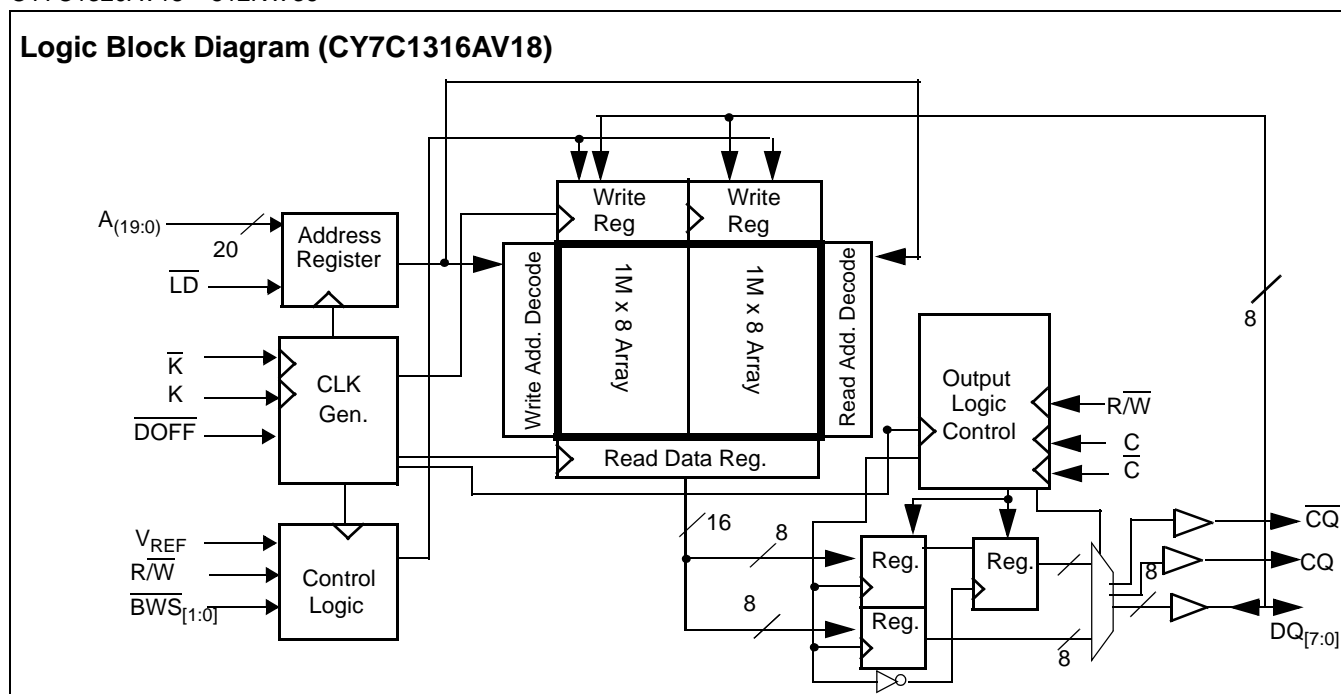 Logic Block Diagram (CY7C1316AV18)
Write
Reg
Write
Reg
A(19:0)
20
LD
Address
Register
Write Add. Decode
1M x 8 Array
1M x 8 Array
Read Add. Decode
8
K
K
DOFF
CLK
Gen.
Output
Logic
Control
R/W
C
C
Read Data Reg.
16
VREF
R/W
BWS[1:0]
Control
Logic
8
8
Reg.
Reg.
Reg.
8
8
CQ
CQ
DQ[7:0]